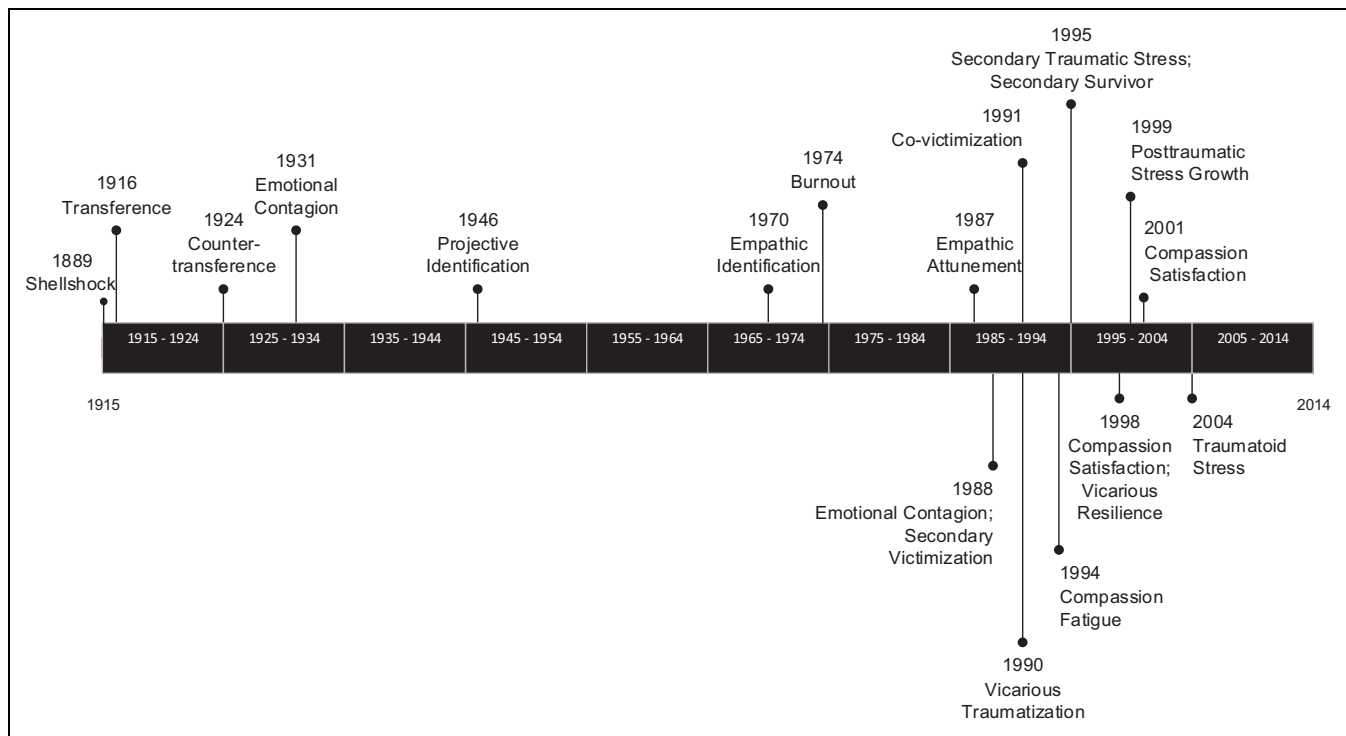 1995
Secondary Traumatic Stress;
Secondary Survivor
1991
Co-victimization
1999
Posttraumatic
Stress Growth
1974
Burnout
1931
Emotional
Contagion
1916
Transference
1924
Counter-
transference
1946
Projective
Identification
1970
Empathic
Identification
1987
Empathic
Attunement
2001
Compassion
Satisfaction
1889
Shellshock
1915 - 1924
1925 - 1934
1935 - 1944
1945 - 1954
1955 - 1964
1965 - 1974
1975 - 1984
1985 - 1994
1995 - 2004
2005 - 2014
1915
2014
1998
Compassion
Satisfaction;
Vicarious
Resilience
2004
Traumatoid
Stress
1988
Emotional Contagion;
Secondary
Victimization
1994
Compassion
Fatigue
1990
Vicarious
Traumatization